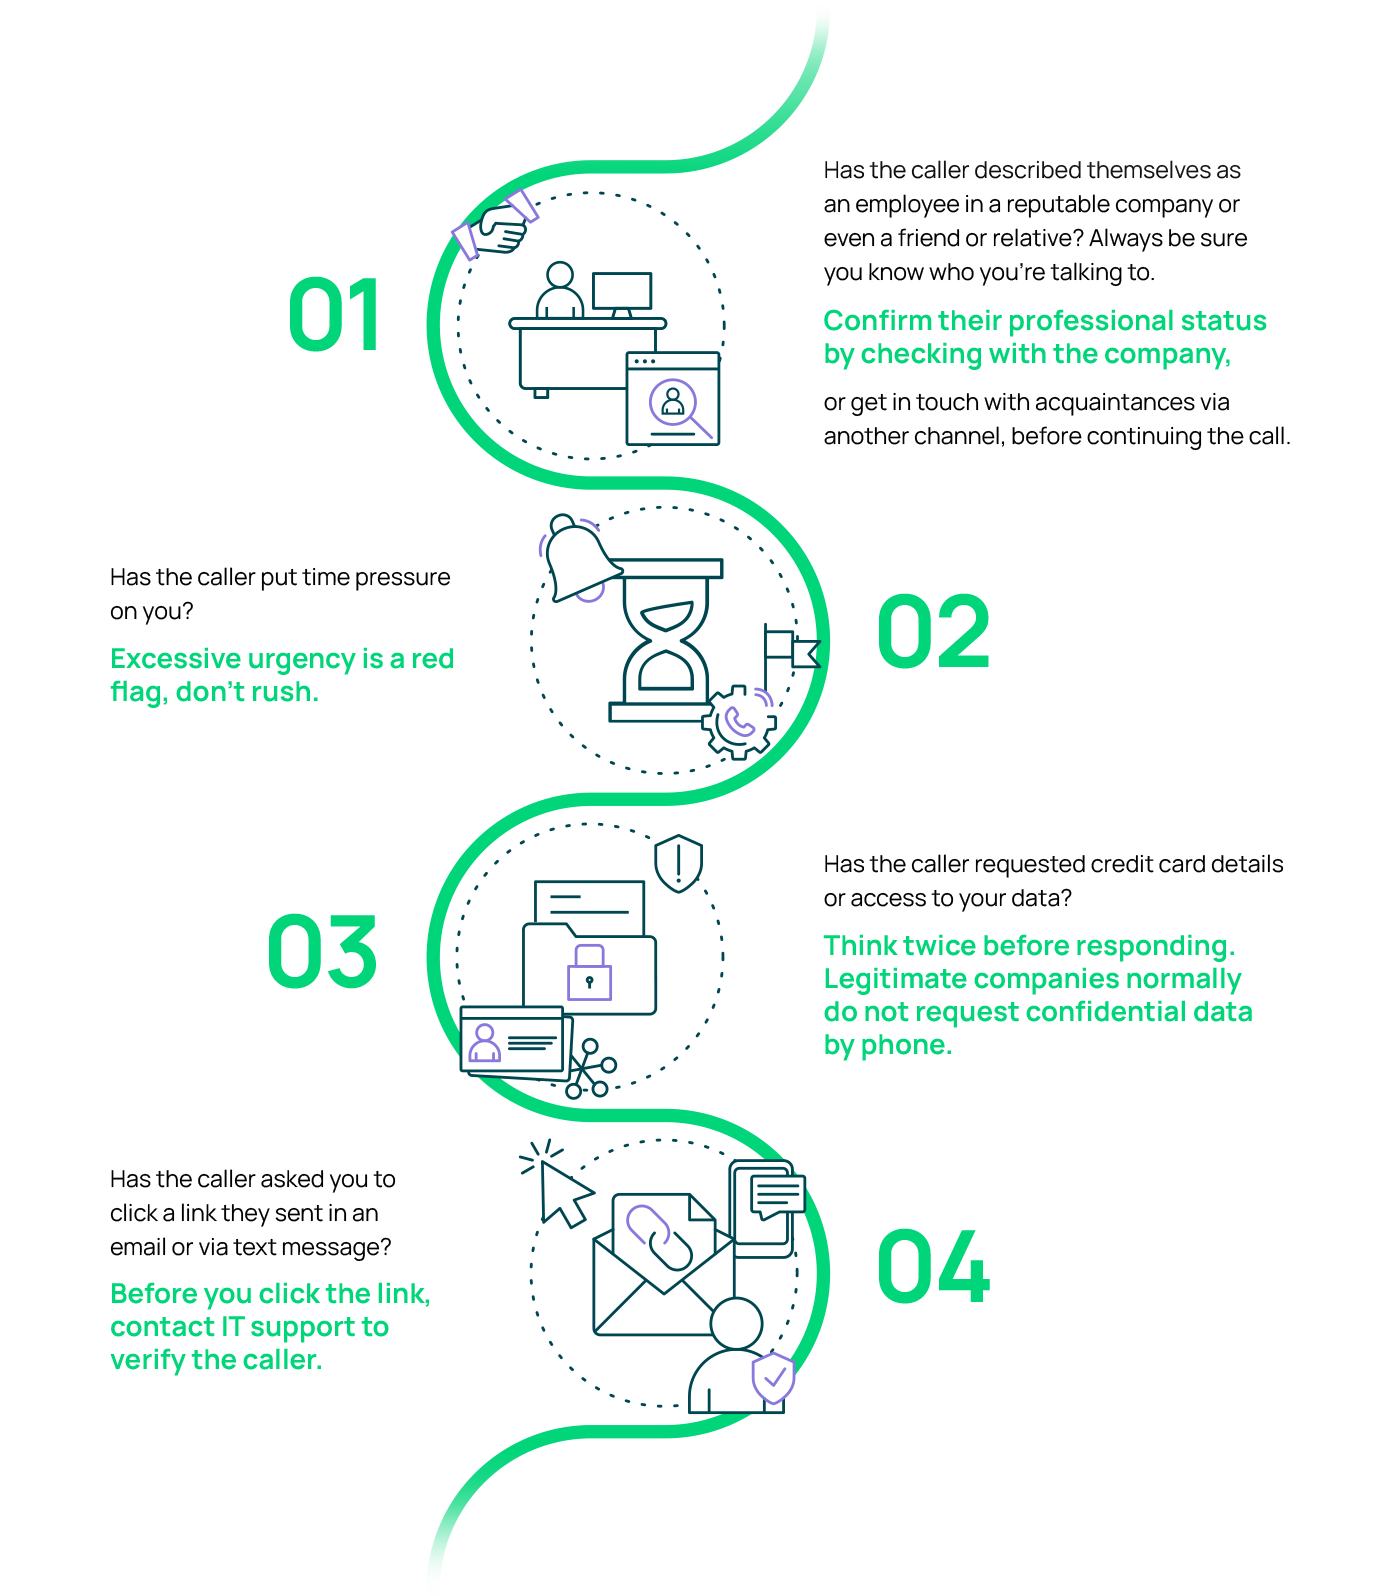 01
Has the caller described themselves as
an employee in a reputable company or
even a friend or relative? Always be sure
you know who you’re talking to.
Confirm their professional status
by checking with the company,
or get in touch with acquaintances via
another channel, before continuing the call.
Has the caller put time pressure
on you?
Excessive urgency is a red
flag, don’t rush.
02
03
Has the caller requested credit card details
or access to your data?
Think twice before responding.
Legitimate companies normally
do not request confidential data
by phone.
Has the caller asked you to
click a link they sent in an
email or via text message?
Before you click the link,
contact IT support to
verify the caller.
04